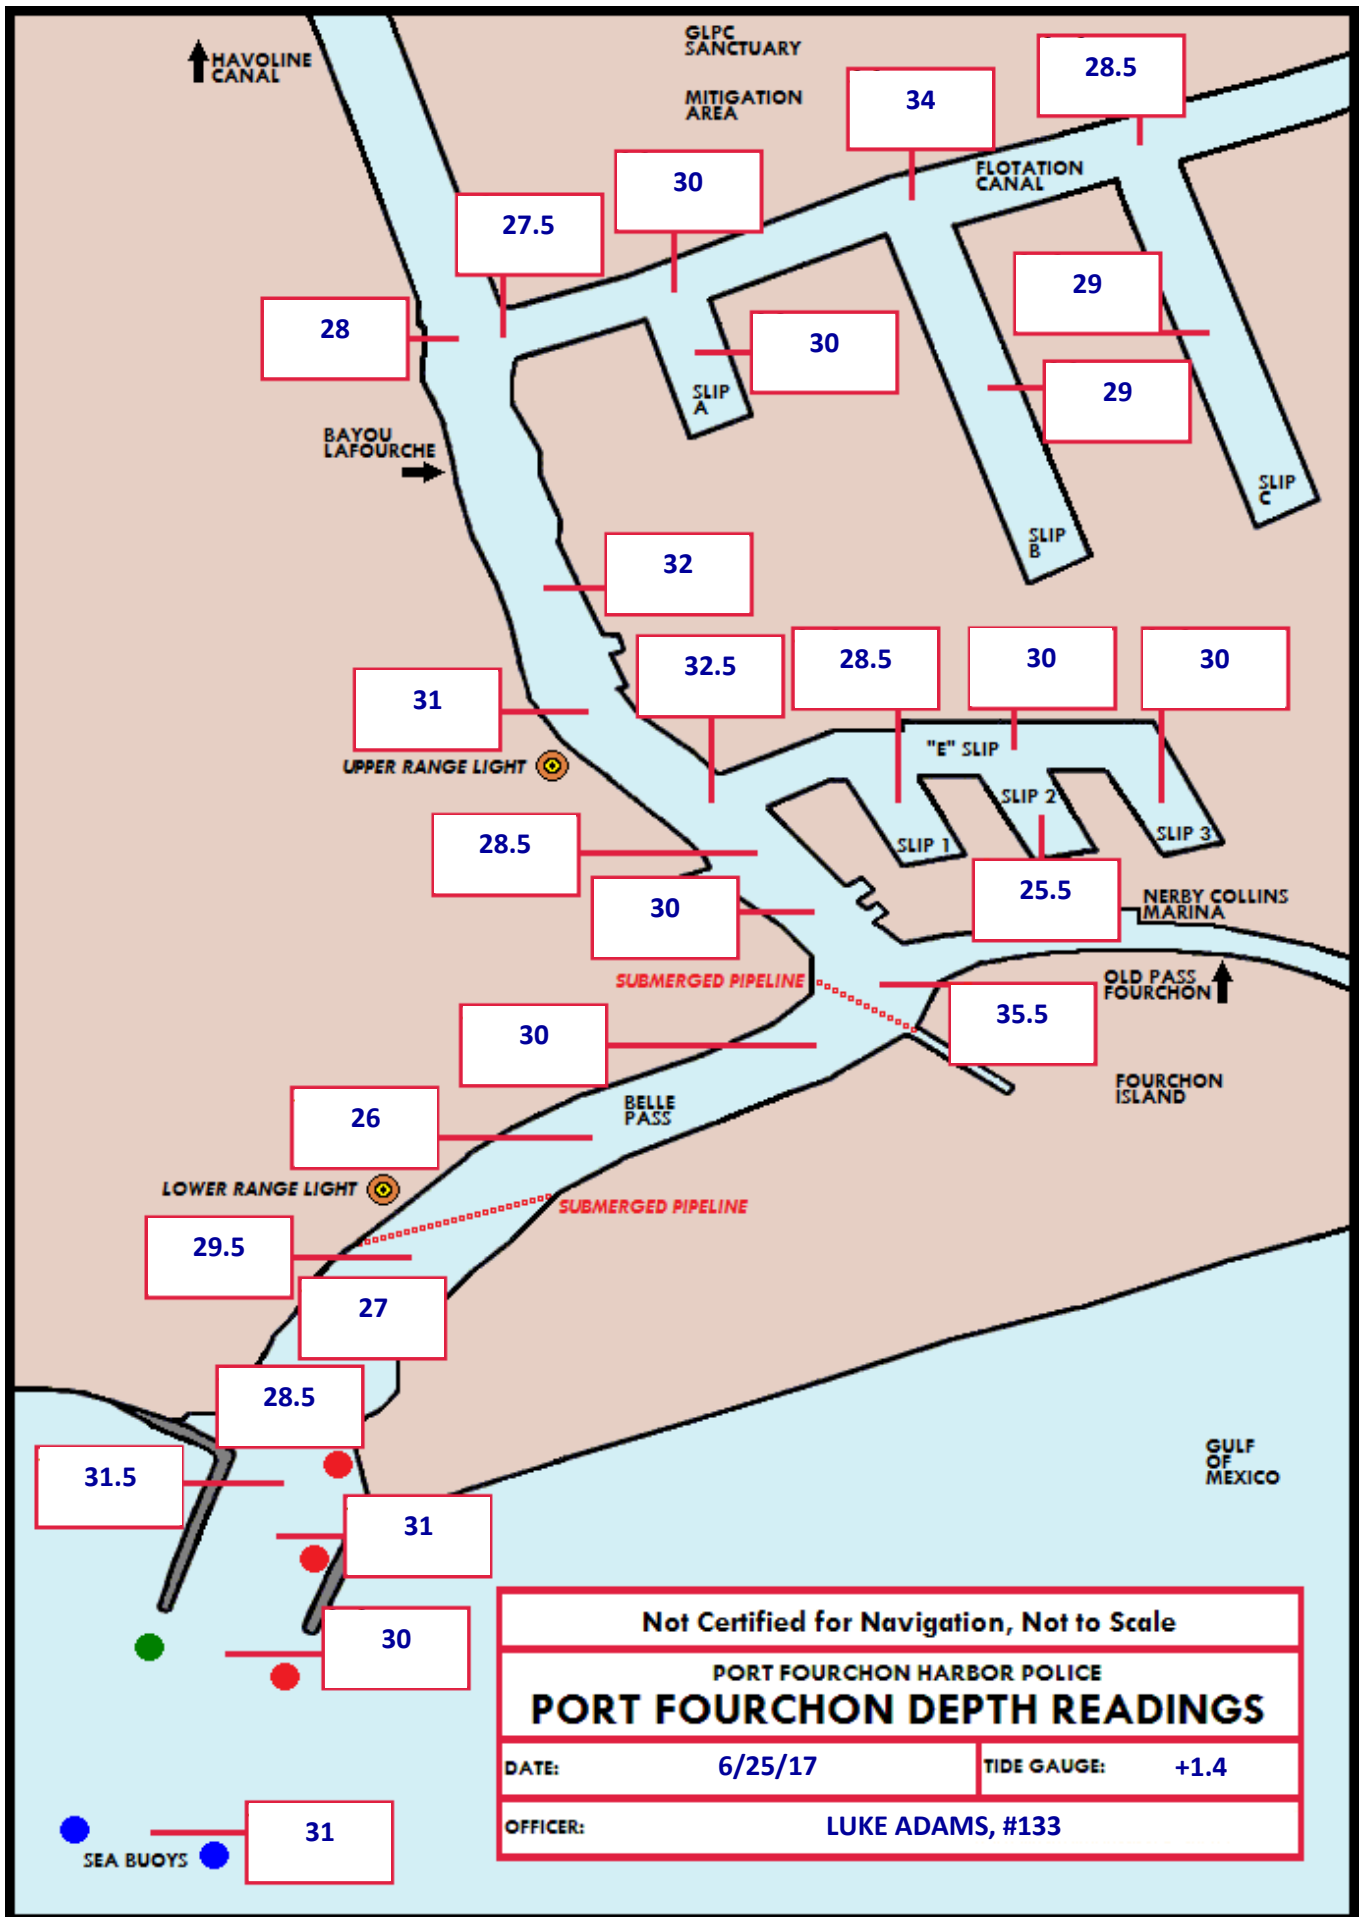 GLPC
SANCTUARY
HAVOLINE
CANAL
28.5
MITIGATION
AREA
34
FLOTATION
CANAL
30
27.5
28
30
SLIP
A
29
29
BAYOU
LAFOURCHE
SLIP
C
SLIP
B
32
32.5
28.5
30
30
31
"E" SLIP
UPPER RANGE LIGHT
SLIP 2
SLIP 1
SLIP 3
28.5
25.5
30
NERBY COLLINS
MARINA
SUBMERGED PIPELINE
OLD PASS
FOURCHON
35.5
30
FOURCHON
ISLAND
BELLE
PASS
26
LOWER RANGE LIGHT
SUBMERGED PIPELINE
29.5
27
28.5
GULF
OF
MEXICO
31.5
31
30
Not Certified for Navigation, Not to Scale
PORT FOURCHON HARBOR POLICE
PORT FOURCHON DEPTH READINGS
DATE: 6/25/17 TIDE GAUGE: +1.4
OFFICER: LUKE ADAMS, #133
31
SEA BUOYS